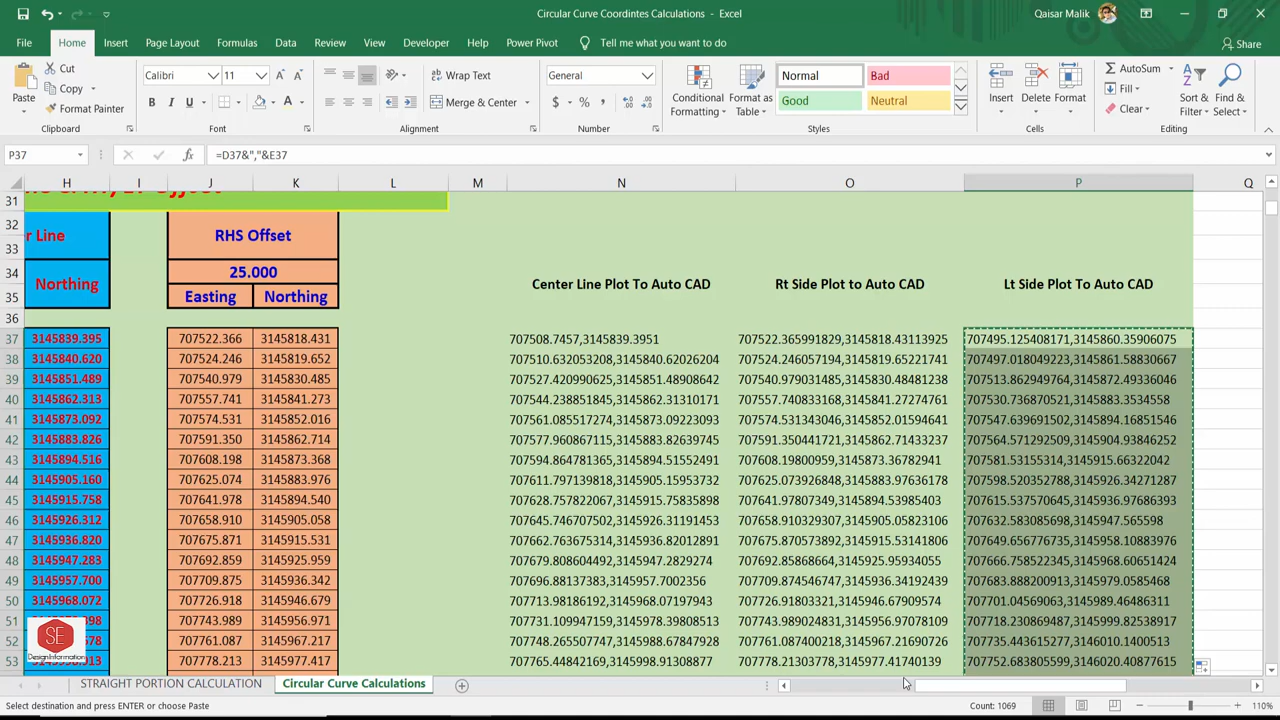 Circular Curve Coordintes Calculations - Excel
Qaisar Malik
File Home Insert Page Layout Formulas Data Review View Developer Help Power Pivot Tell me what you want to do Share
Paste
Cut
Copy
Format Painter
Clipboard
Calibri 11
B I U
Font
Wrap Text
Merge & Center
Alignment
General
$ % ,
Number
Conditional Formatting
Format as Table
Normal Bad
Good Neutral
Styles
Insert Delete Format
Cells
AutoSum
Fill
Clear
Sort & Filter
Find & Select
Editing
P37 =D37&","&E37
H I J K L M N O P Q
31
32 r Line RHS Offset
33
34 Northing 25.000 Center Line Plot To Auto CAD Rt Side Plot to Auto CAD Lt Side Plot To Auto CAD
35 Easting Northing
36
37 3145839.395 707522.366 3145818.431 707508.7457,3145839.3951 707522.365991829,3145818.43113925 707495.125408171,3145860.35906075
38 3145840.620 707524.246 3145819.652 707510.632053208,3145840.62026204 707524.246057194,3145819.65221741 707497.018049223,3145861.58830667
39 3145851.489 707540.979 3145830.485 707527.420990625,3145851.48908642 707540.979031485,3145830.48481238 707513.862949764,3145872.49336046
40 3145862.313 707557.741 3145841.273 707544.238851845,3145862.31310171 707557.740833168,3145841.27274761 707530.736870521,3145883.3534558
41 3145873.092 707574.531 3145852.016 707561.085517274,3145873.09223093 707574.531343046,3145852.01594641 707547.639691502,3145894.16851546
42 3145883.826 707591.350 3145862.714 707577.960867115,3145883.82639745 707591.350441721,3145862.71433237 707564.571292509,3145904.93846252
43 3145894.516 707608.198 3145873.368 707594.864781365,3145894.51552491 707608.1980959,3145873.36782941 707581.53155314,3145915.66322042
44 3145905.160 707625.074 3145883.976 707611.797139818,3145905.15953732 707625.073926848,3145883.97636178 707598.520352788,3145926.34271287
45 3145915.758 707641.978 3145894.540 707628.757822067,3145915.75835898 3145894.53985403 707615.537570645,3145936.97686393
46 3145926.312 707658.910 3145905.058 707645.746707502,3145926.31191453 707658.910329307,3145905.05823106 707632.583085698,3145947.565598
47 3145936.820 707675.871 3145915.531 707662.763675314,3145936.82012891 707675.870573892,3145915.53141806 707649.656776735,3145958.10883976
48 3145947.283 707692.859 3145925.959 707679.808604492,3145947.2829274 707692.85868664,3145925.95934055 707666.758522345,3145968.60651424
49 3145957.700 707709.875 3145936.342 707696.88137383,3145957.7002356 707709.874546747,3145936.34192439 707683.888200913,3145979.0585468
50 3145968.072 707726.918 3145946.679 707713.98186192,3145968.07197943 707726.91803321,3145946.67909574 707701.04569063,3145989.46486311
51 707743.989 3145956.971 707731.109947159,3145978.39808513 707743.989024831,3145956.97078109 707718.230869487,3145999.82538917
52 707761.087 3145967.217 707748.265507747,3145988.67847928 707761.087400218,3145967.21690726 707735.443615277,3146010.1400513
53 707778.213 3145977.417 707765.44842169,3145998.91308877 707778.21303778,3145977.41740139 707752.683805599,3146020.40877615
SE
DesignInformation
STRAIGHT PORTION CALCULATION Circular Curve Calculations
Select destination and press ENTER or choose Paste Count: 1069 110%